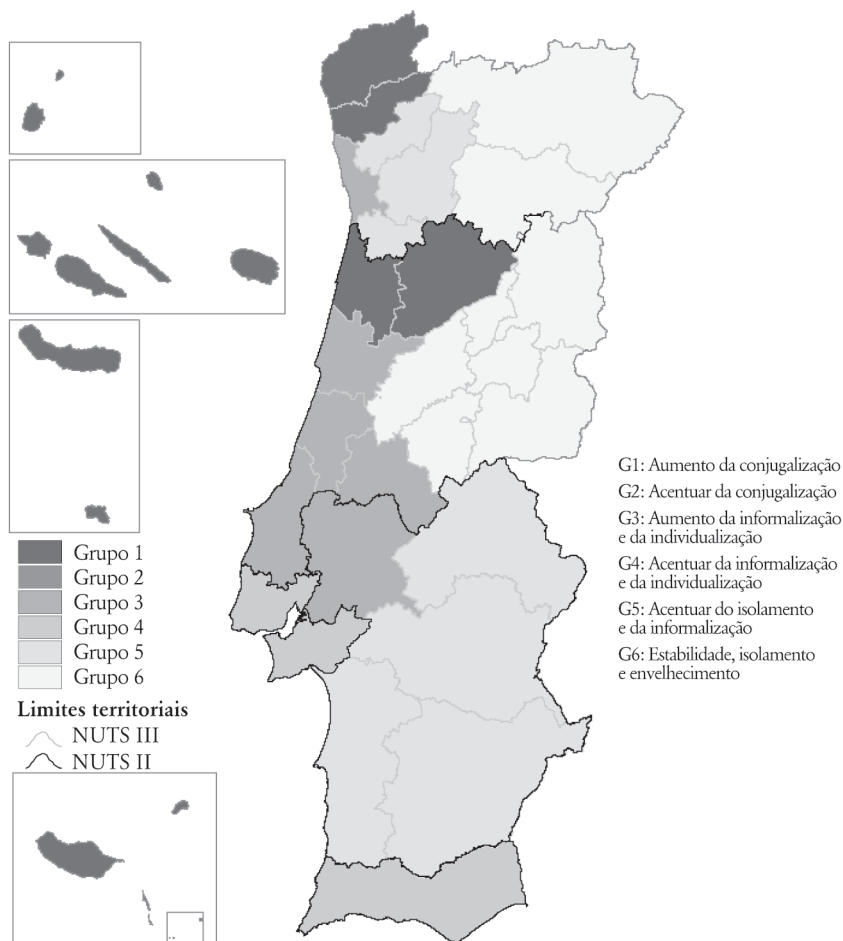 G1: Aumento da conjugalização
G2: Acentuar da conjugalização
G3: Aumento da informalização
e da individualização
G4: Acentuar da informalização
e da individualização
G5: Acentuar do isolamento
e da informalização
G6: Estabilidade, isolamento
e envelhecimento
Grupo 1
Grupo 2
Grupo 3
Grupo 4
Grupo 5
Grupo 6
Limites territoriais
NUTS III
NUTS II